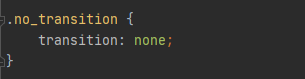 .no_transition {
    transition: none;
}